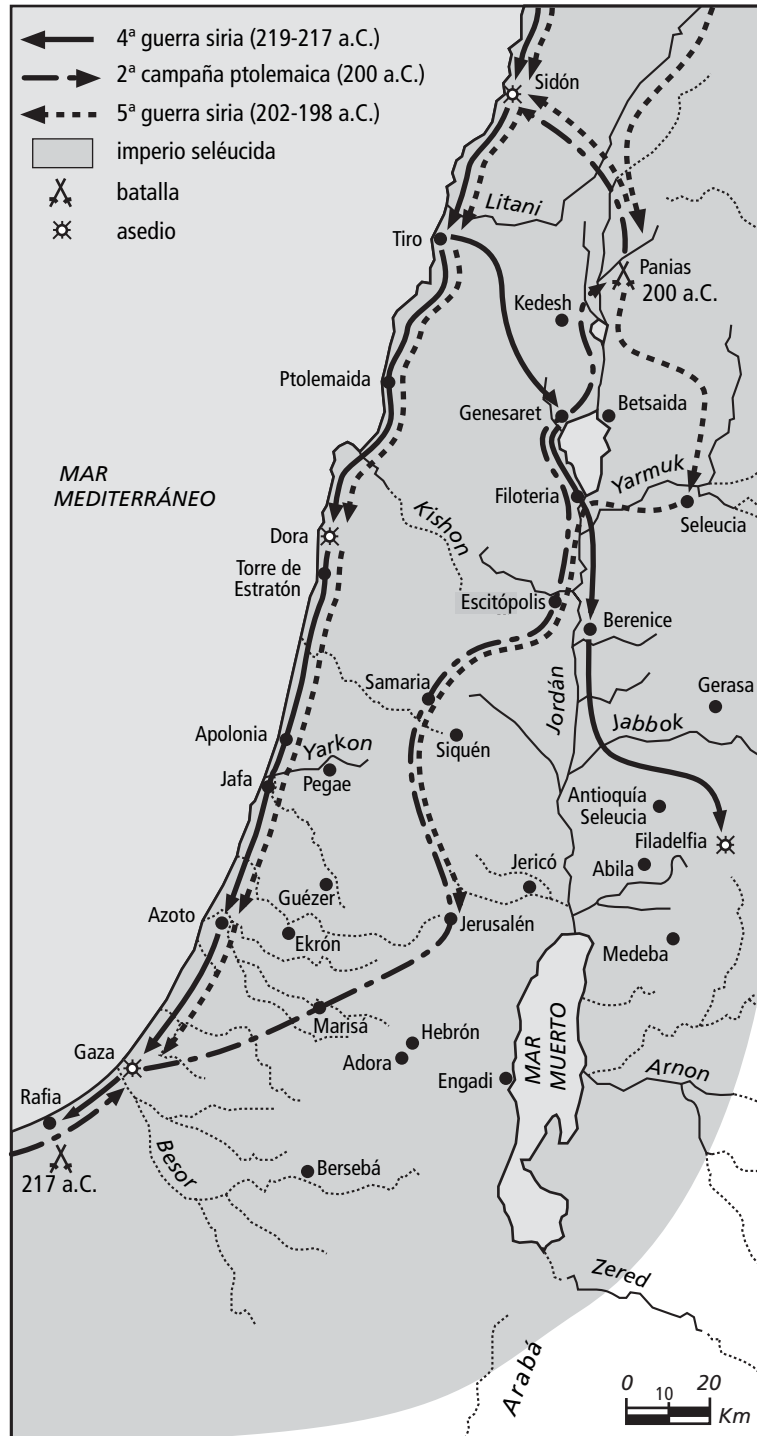 4ª guerra siria (219-217 a.C.)
2ª campaña ptolemaica (200 a.C.)
5ª guerra siria (202-198 a.C.)
imperio seléucida
batalla
asedio
Sidón
Litani
Tiro
Panias
200 a.C.
Kedesh
Ptolemaida
Genesaret
Betsaida
MAR
MEDITERRÁNEO
Filoteria
Yarmuk
Seleucia
Kishon
Dora
Torre de
Estratón
Escitópolis
Berenice
Samaria
Jordán
Gerasa
Siquén
Jabbok
Apolonia
Yarkon
Pegae
Jafa
Antioquía
Seleucia
Filadelfia
Jericó
Abila
Guézer
Azoto
Ekrón
Jerusalén
Medeba
Marisá
Hebrón
Adora
Gaza
Engadi
MAR
MUERTO
Arnon
Rafia
217 a.C.
Besor
Bersebá
Zered
Arabá
0 10 20
Km